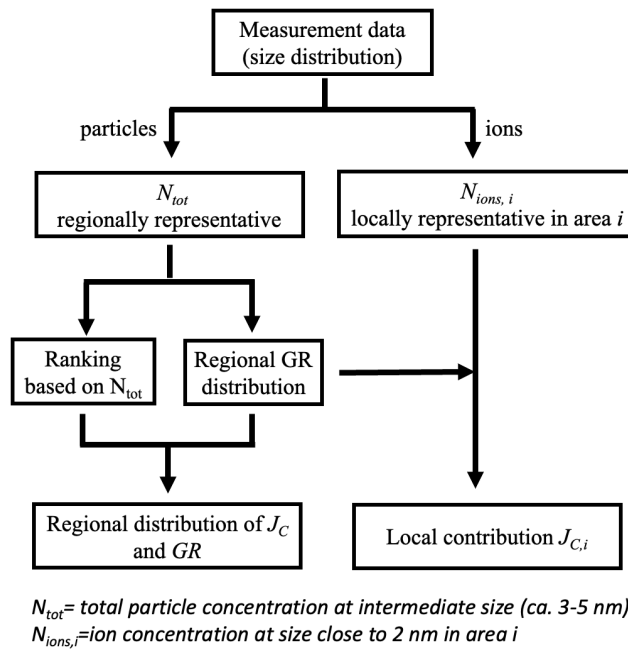 Measurement data
(size distribution)
particles
ions
N_tot
regionally representative
N_ions, i
locally representative in area i
Ranking
based on N_tot
Regional GR
distribution
Regional distribution of J_C
and GR
Local contribution J_C,i
N_tot= total particle concentration at intermediate size (ca. 3-5 nm)
N_ions,i=ion concentration at size close to 2 nm in area i